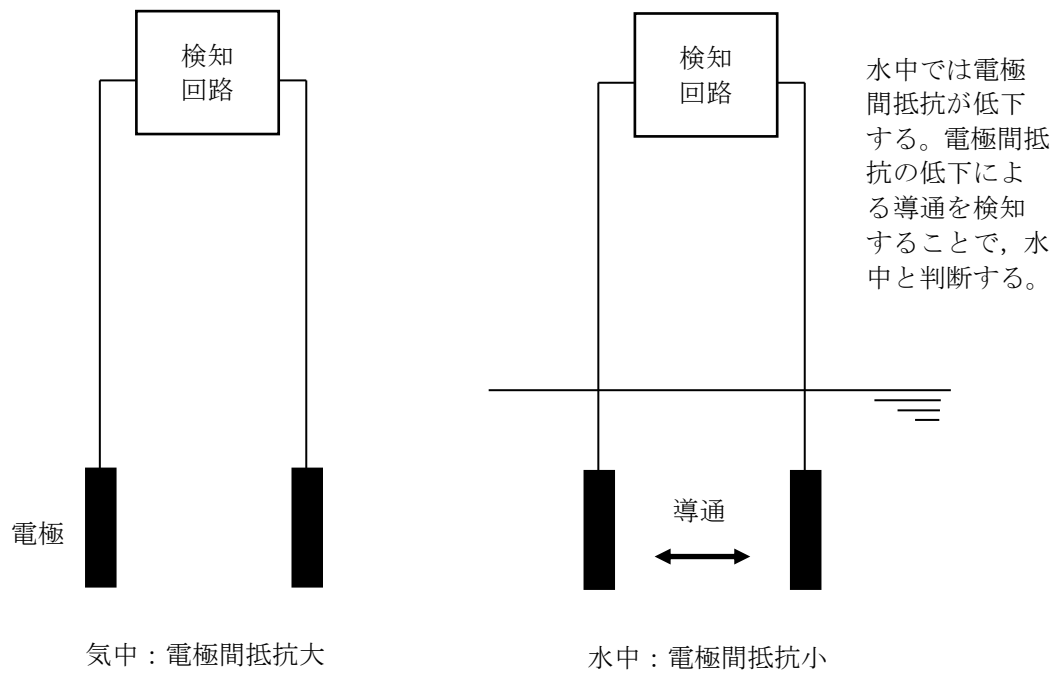 検知
回路
電極
気中：電極間抵抗大
検知
回路
導通
水中：電極間抵抗小
水中では電極
間抵抗が低下
する。電極間抵
抗の低下によ
る導通を検知
することで，水
中と判断する。